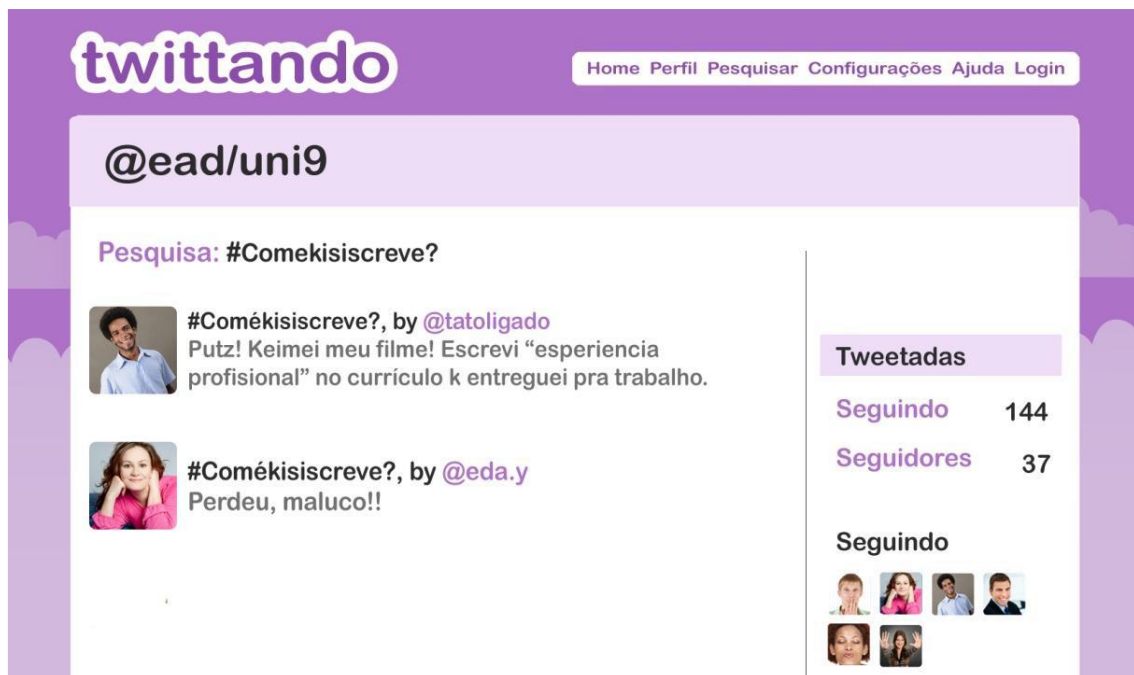 twittando
Home Perfil Pesquisar Configurações Ajuda Login
@ead/uni9
Pesquisa: #Comekisiscreve?
#Comékisiscreve?, by @tatoligado
Putz! Keimei meu filme! Escrevi “esperiencia
profisional” no currículo k entreguei pra trabalho.
#Comékisiscreve?, by @eda.y
Perdeu, maluco!!
Tweetadas
Seguindo 144
Seguidores 37
Seguindo